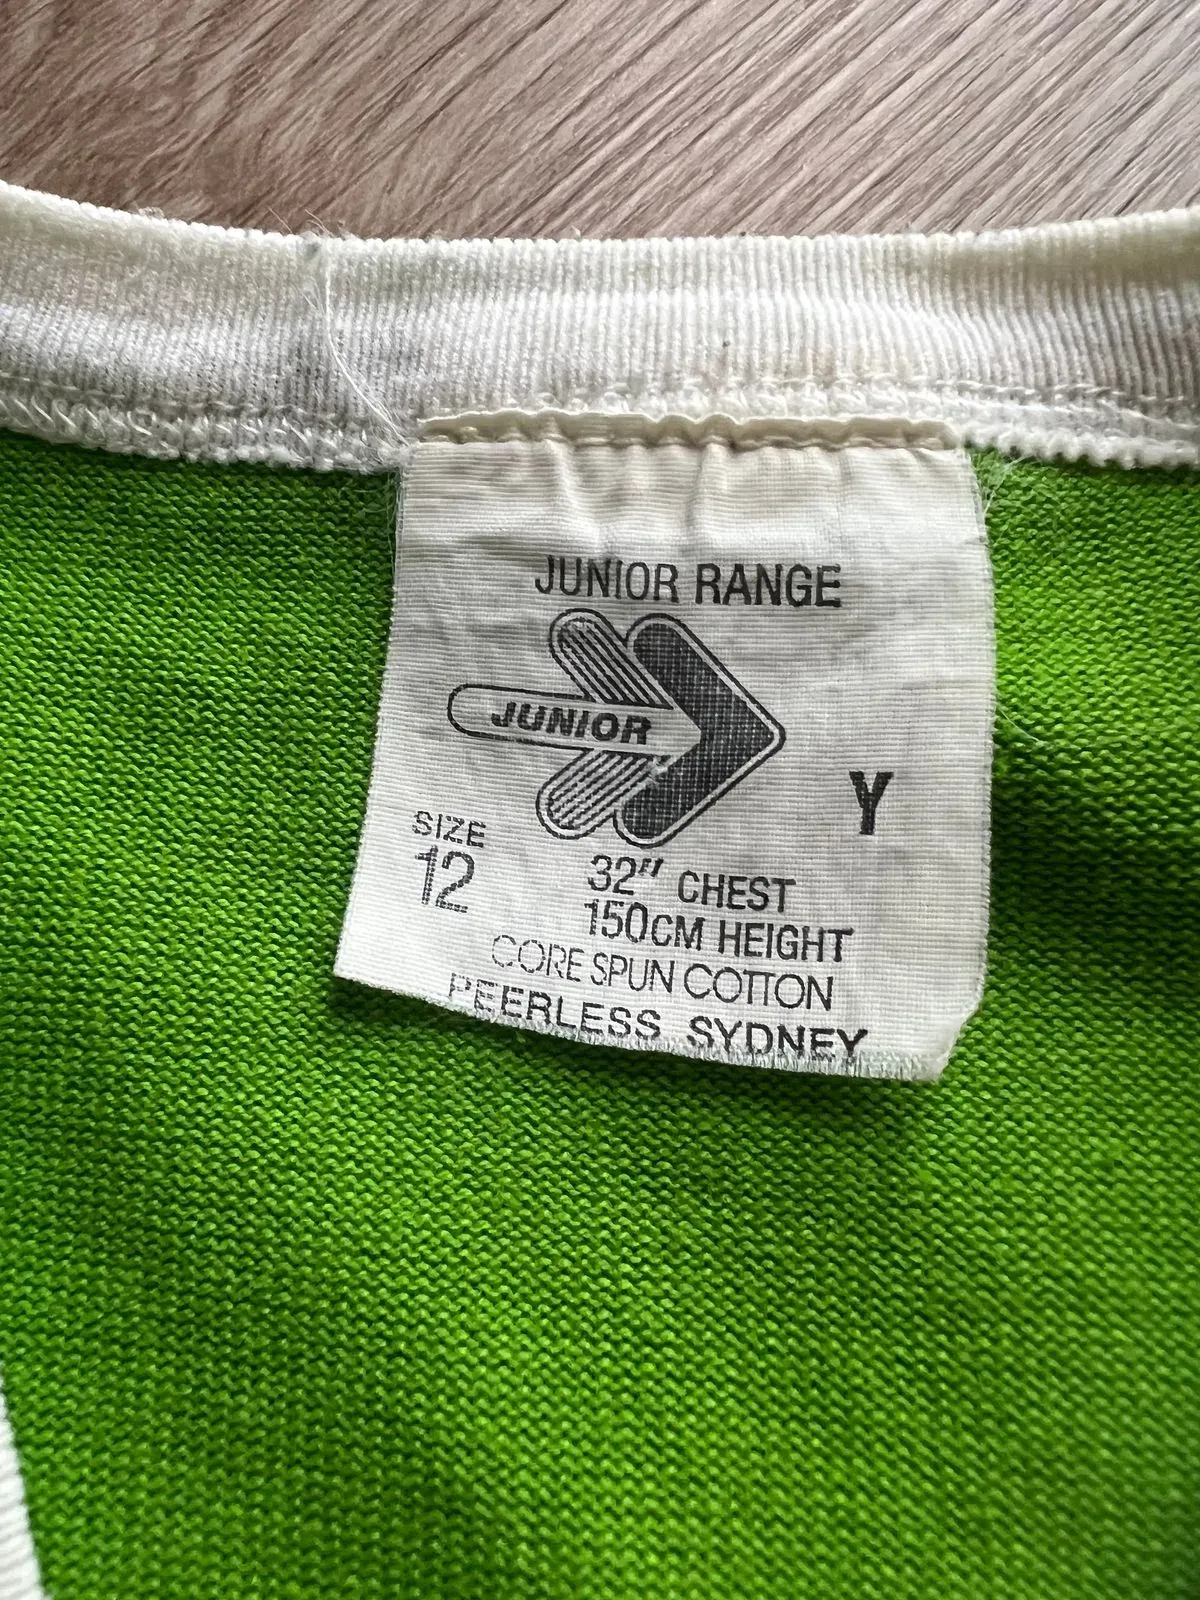 JUNIOR RANGE
JUNIOR
Y
SIZE
12
32" CHEST
150CM HEIGHT
CORE SPUN COTTON
PEERLESS SYDNEY